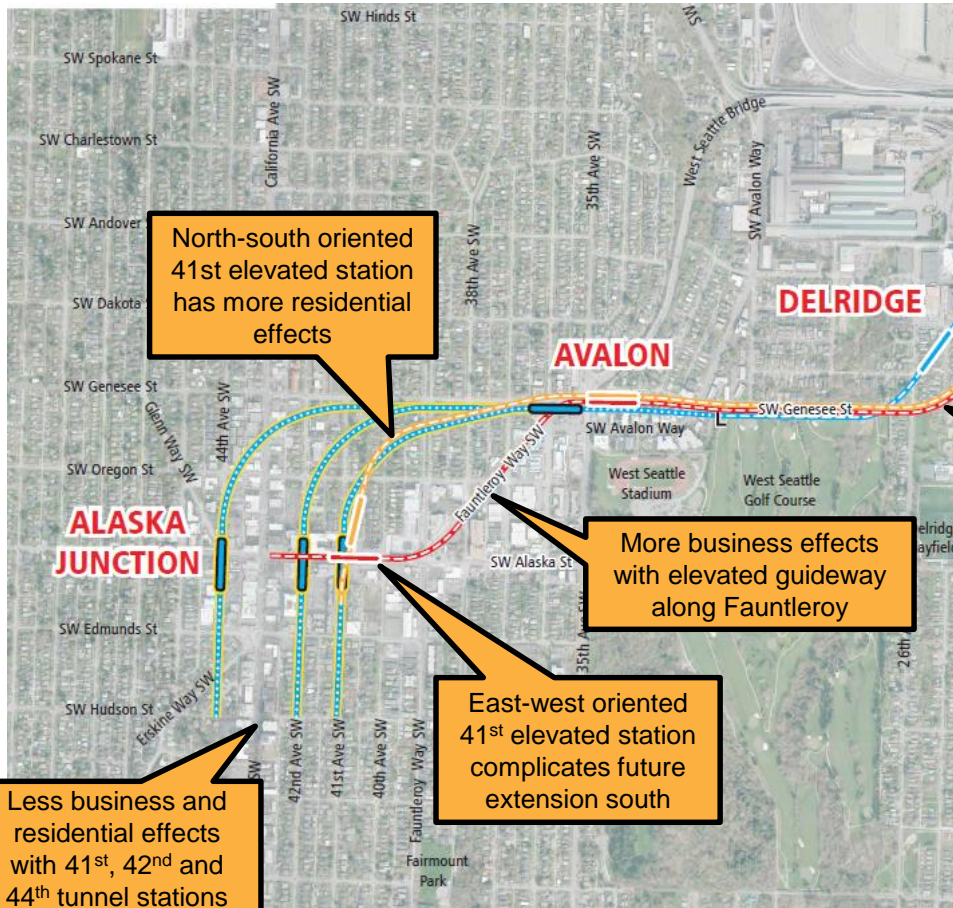 SW Hinds St
SW
SW Spokane St
California Ave SW
West Seattle Bridge
SW Charlestown St
35th Ave SW
SW Avalon Way
SW Andover
38th Ave SW
North-south oriented
41st elevated station
has more residential
effects
SW Dakota
DELRIDGE
AVALON
SW Genesee St
44th Ave SW
Glenn Way SW
SW Genesee St
L
SW Avalon Way
Fauntleroy Way SW
SW Oregon St
West Seattle
Stadium
West Seattle
Golf Course
ALASKA
JUNCTION
SW Alaska St
More business effects
with elevated guideway
along Fauntleroy
SW Edmunds St
35th Ave SW
26th
East-west oriented
41st elevated station
complicates future
extension south
SW Hudson St
Erskine Way SW
SW
42nd Ave SW
41st Ave SW
40th Ave SW
Fauntleroy Way SW
Less business and
residential effects
with 41st, 42nd and
44th tunnel stations
Fairmount
Park